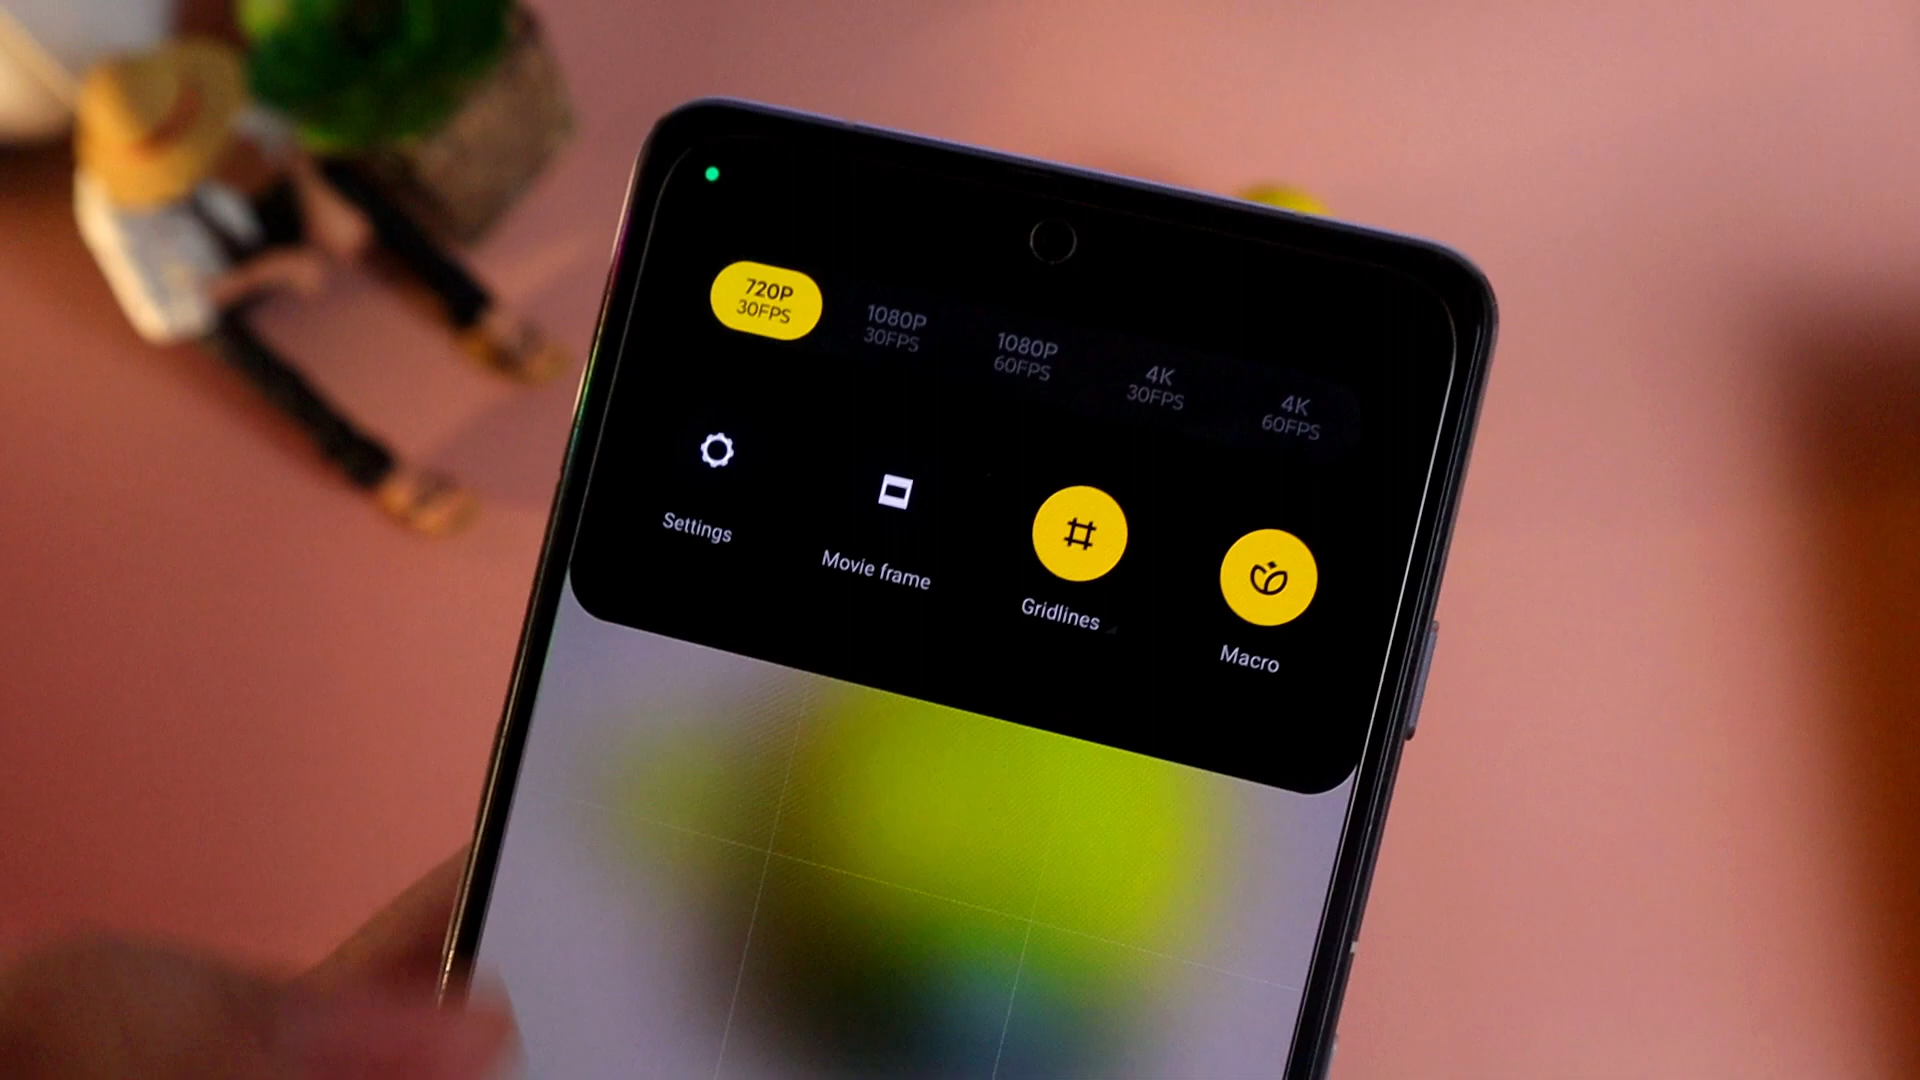 720P
30FPS
1080P
30FPS
1080P
60FPS
4K
30FPS
4K
60FPS
Settings
Movie frame
Gridlines
Macro